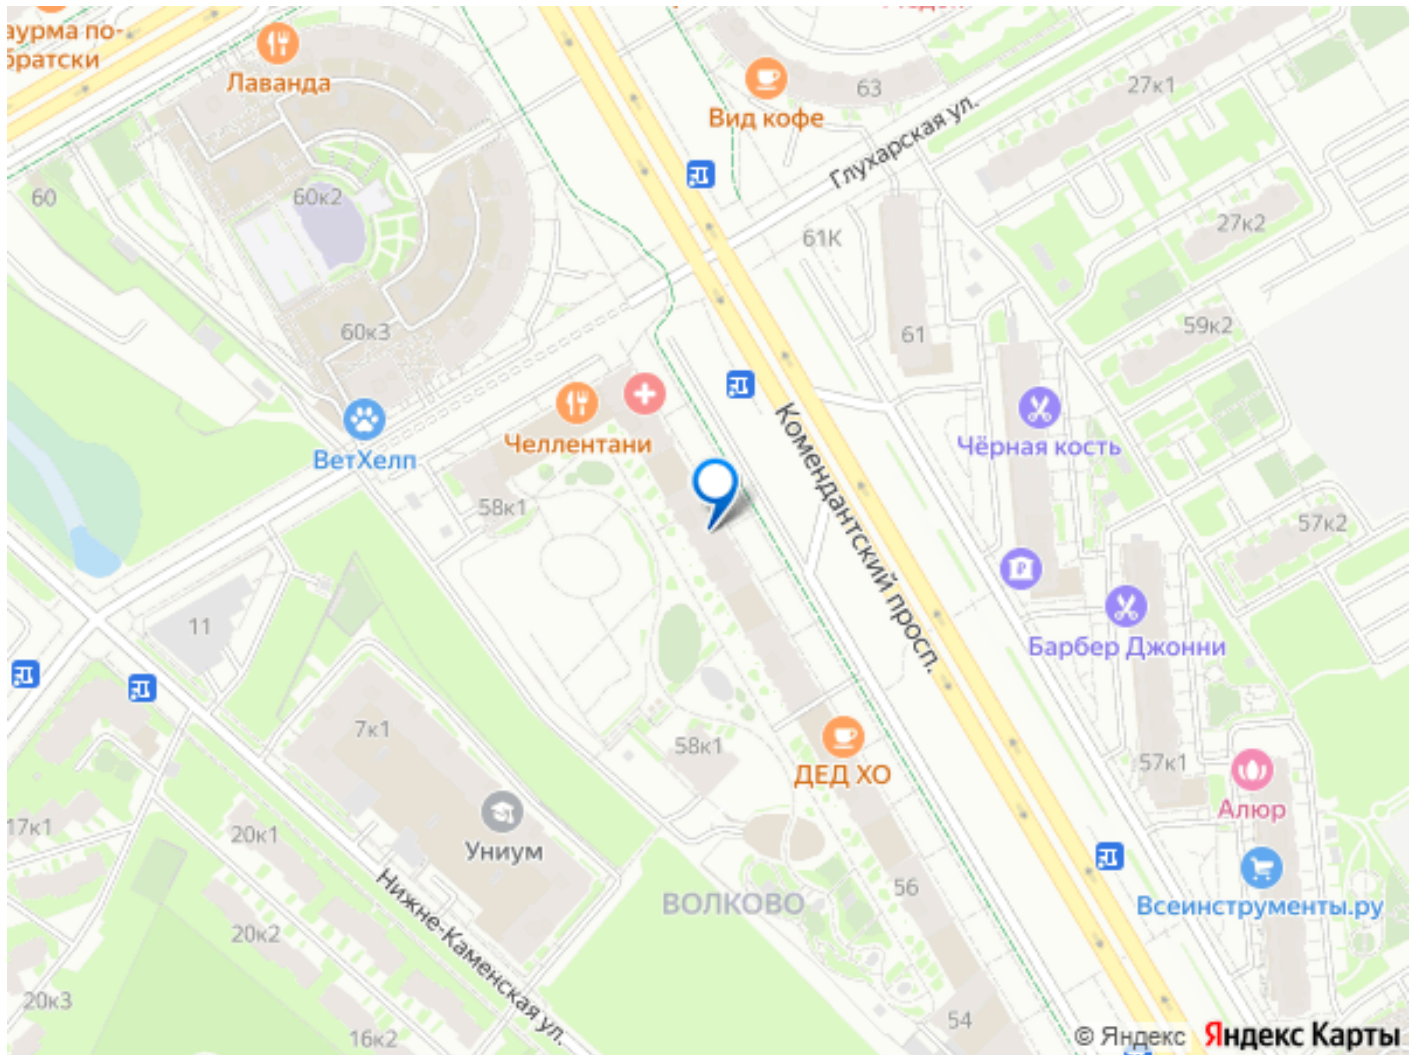 аурма по-
братски
Лаванда
Вид кофе
63
27к1
Глухарская ул.
60
60к2
61К
27к2
60к3
61
59к2
Челлентани
ВетХелп
58к1
Чёрная кость
Комендантский просп.
57к2
11
Барбер Джонни
7к1
58к1
ДЕД ХО
57к1
Алюр
17к1
20к1
Униум
56
Всеинструменты.ру
ВОЛКОВО
Нижне-Каменская ул.
20к2
20к3
16к2
54
© Яндекс Яндекс Карты